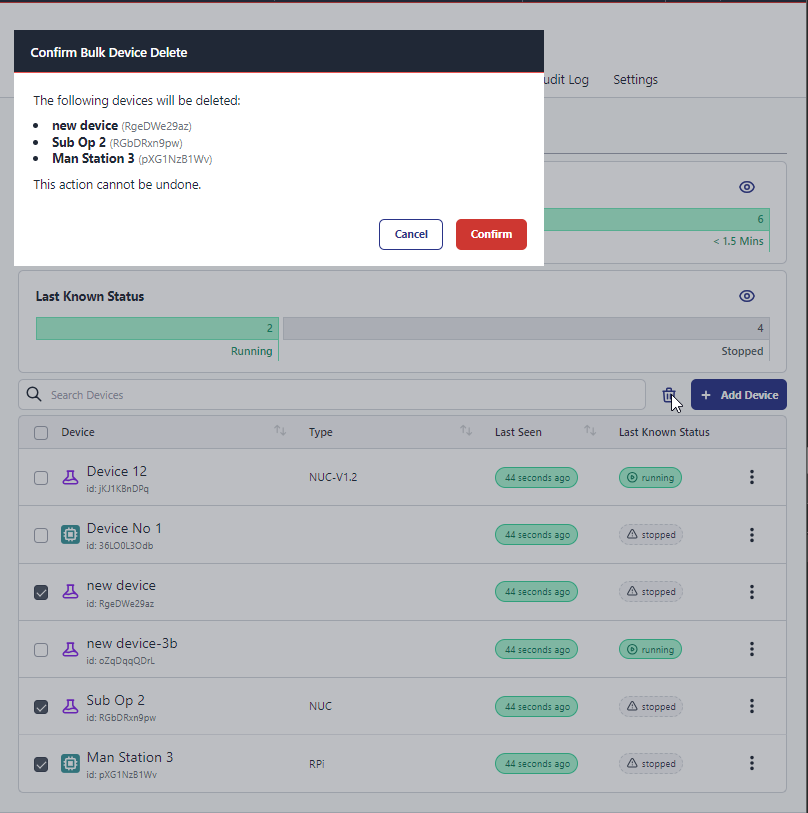 Confirm Bulk Device Delete
udit Log Settings
The following devices will be deleted:
new device (RgeDWe29az)
Sub Op 2 (RGbDRxn9pw)
Man Station 3 (pXG1NzB1Wv)
This action cannot be undone.
Cancel Confirm
6
< 1.5 Mins
Last Known Status
2 4
Running Stopped
Search Devices
+ Add Device
Device Type Last Seen Last Known Status
Device 12 NUC-V1.2 44 seconds ago running
id: jKJ1KBnDPq
Device No 1 44 seconds ago stopped
id: 36LO0L3Odb
new device 44 seconds ago stopped
id: RgeDWe29az
new device-3b 44 seconds ago running
id: oZqDqqQDrL
Sub Op 2 NUC 44 seconds ago stopped
id: RGbDRxn9pw
Man Station 3 RPi 44 seconds ago stopped
id: pXG1NzB1Wv